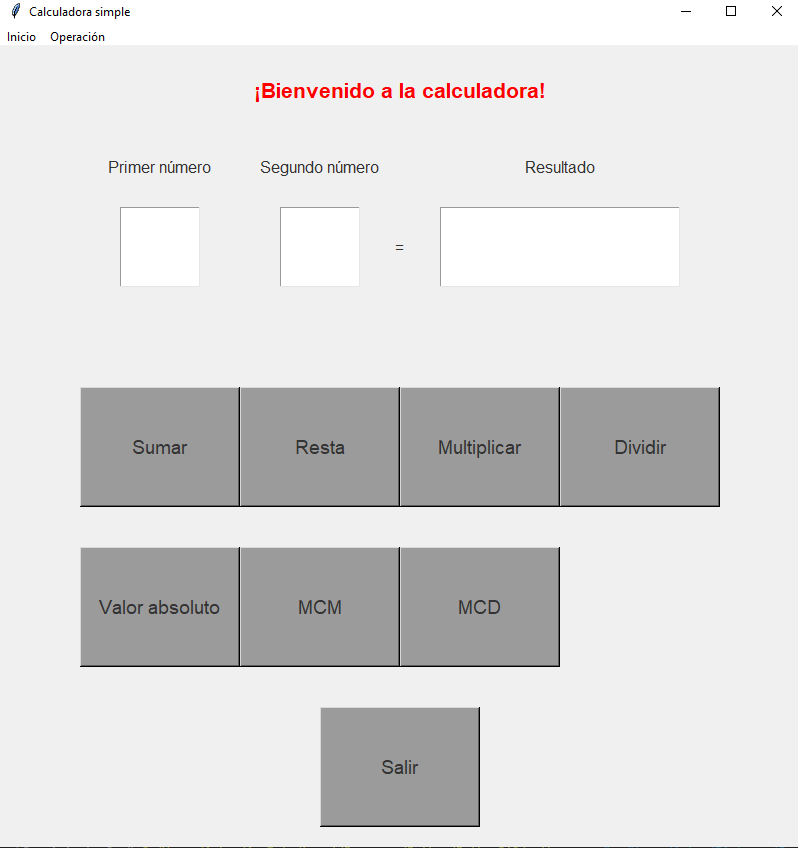 Calculadora simple
Inicio Operación
¡Bienvenido a la calculadora!
Primer número Segundo número Resultado
=
Sumar Resta Multiplicar Dividir
Valor absoluto MCM MCD
Salir